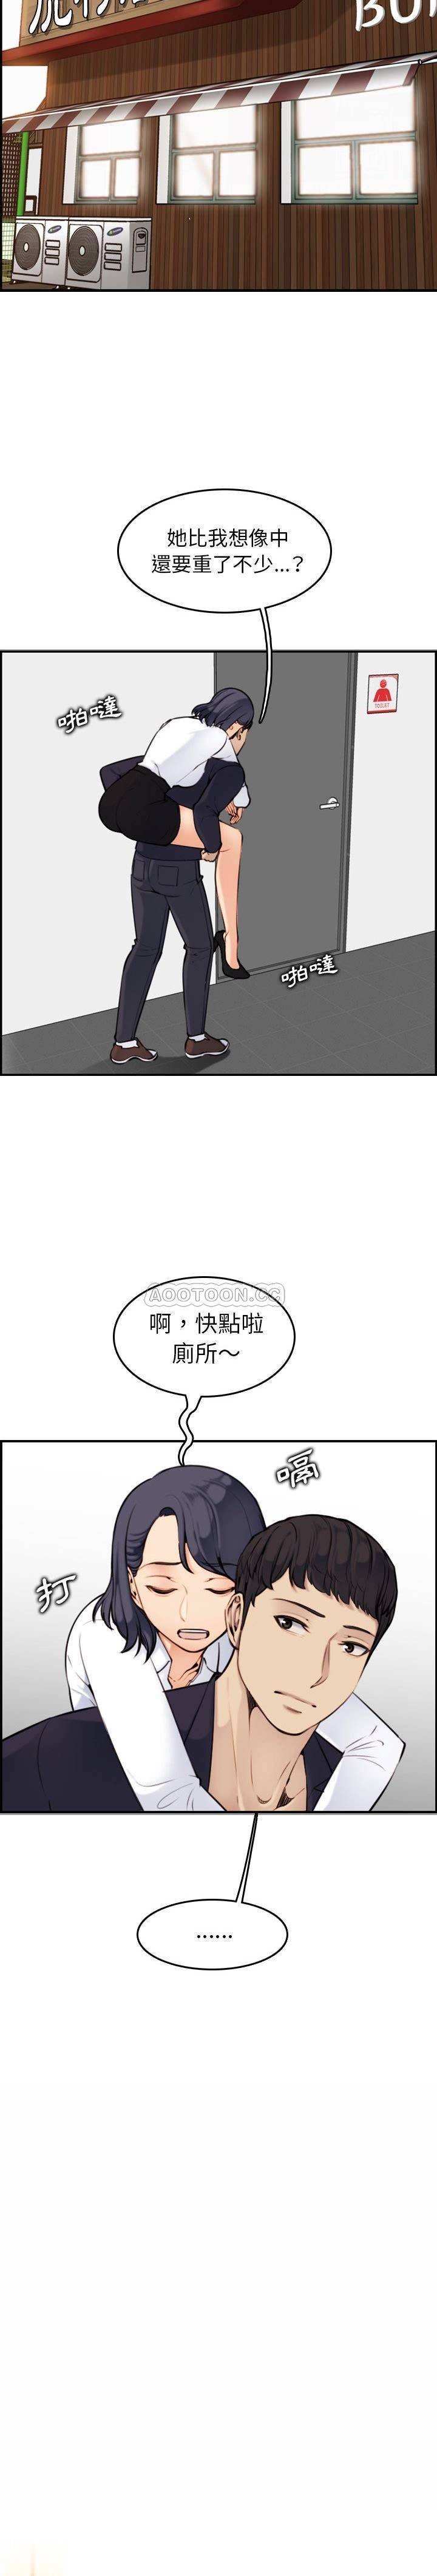 BU
她比我想像中
還要重了不少...?
TOILET
啪噠
啪噠
AOOTOON.CC
啊，快點啦
廁所～
嗝
打
......